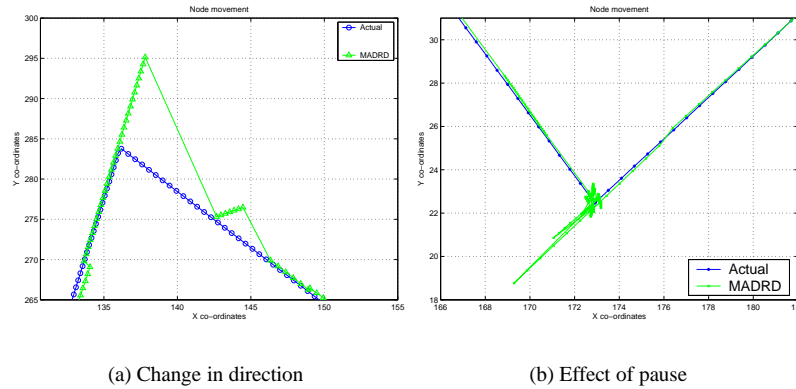 Node movement
300
295
290
285
280
275
270
265
Y co−ordinates
135
140
145
150
155
X co−ordinates
Actual
MADRD
(a) Change in direction
Node movement
30
28
26
24
22
20
18
Y co−ordinates
166
168
170
172
174
176
178
180
X co−ordinates
Actual
MADRD
(b) Effect of pause